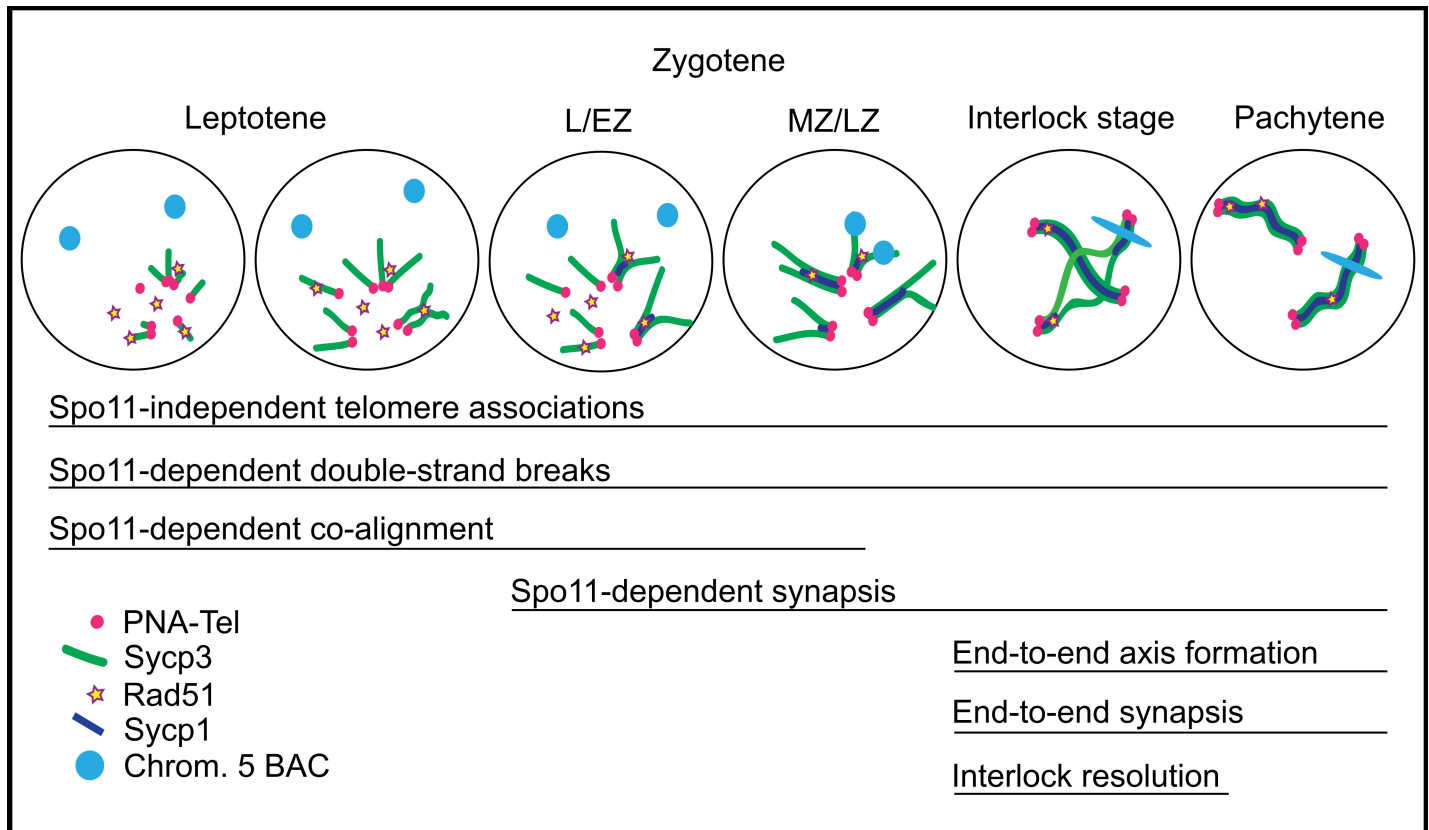 Zygotene
Leptotene
L/EZ
MZ/LZ
Interlock stage
Pachytene
Spo11-independent telomere associations
Spo11-dependent double-strand breaks
Spo11-dependent co-alignment
Spo11-dependent synapsis
End-to-end axis formation
End-to-end synapsis
Interlock resolution
PNA-Tel
Sycp3
Rad51
Sycp1
Chrom. 5 BAC